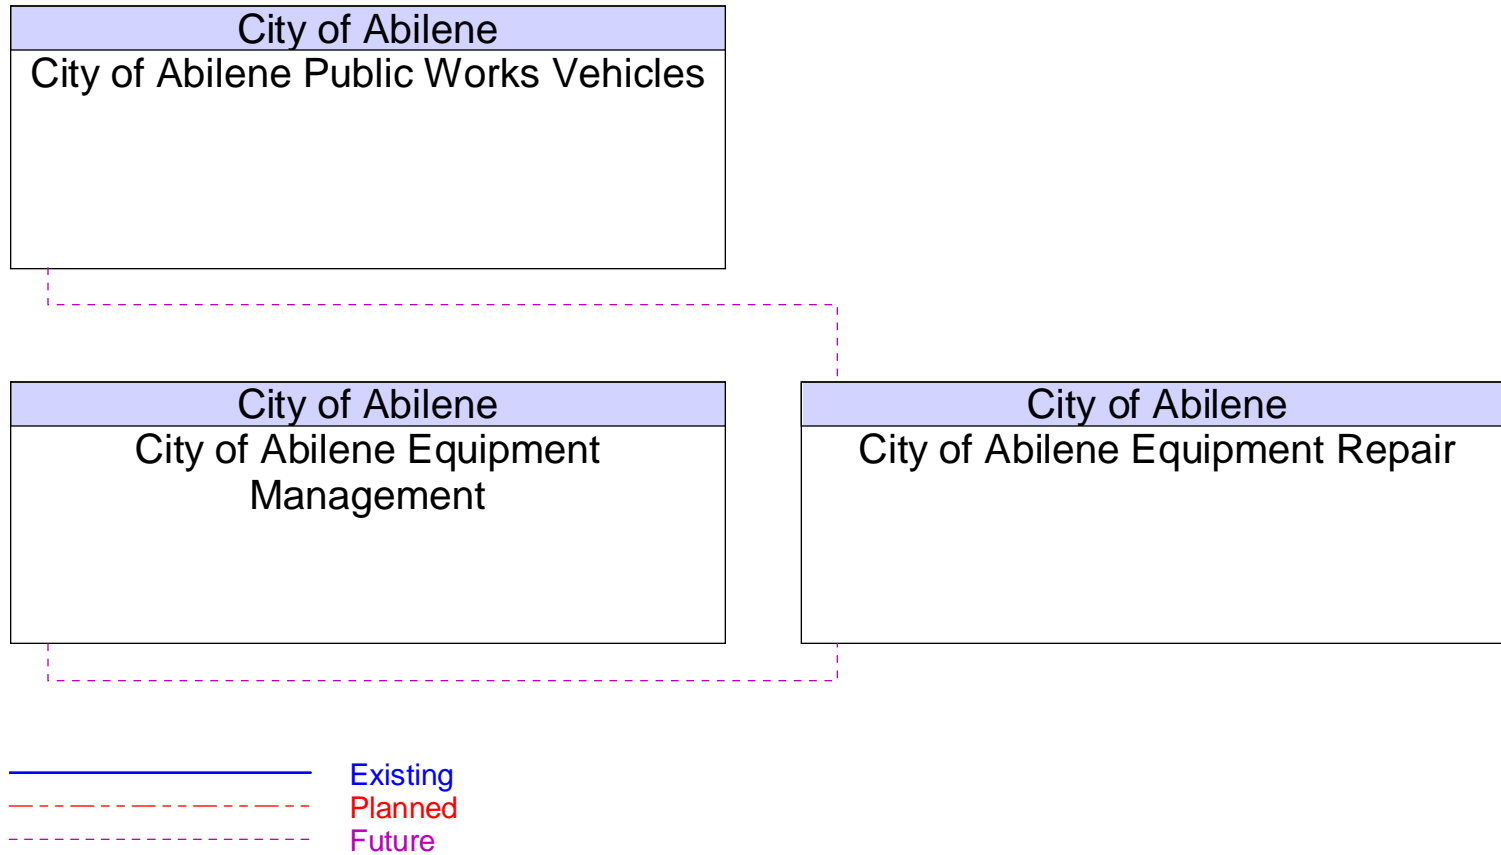 City of Abilene
City of Abilene Public Works Vehicles
City of Abilene
City of Abilene Equipment
Management
City of Abilene
City of Abilene Equipment Repair
Existing
Planned
Future